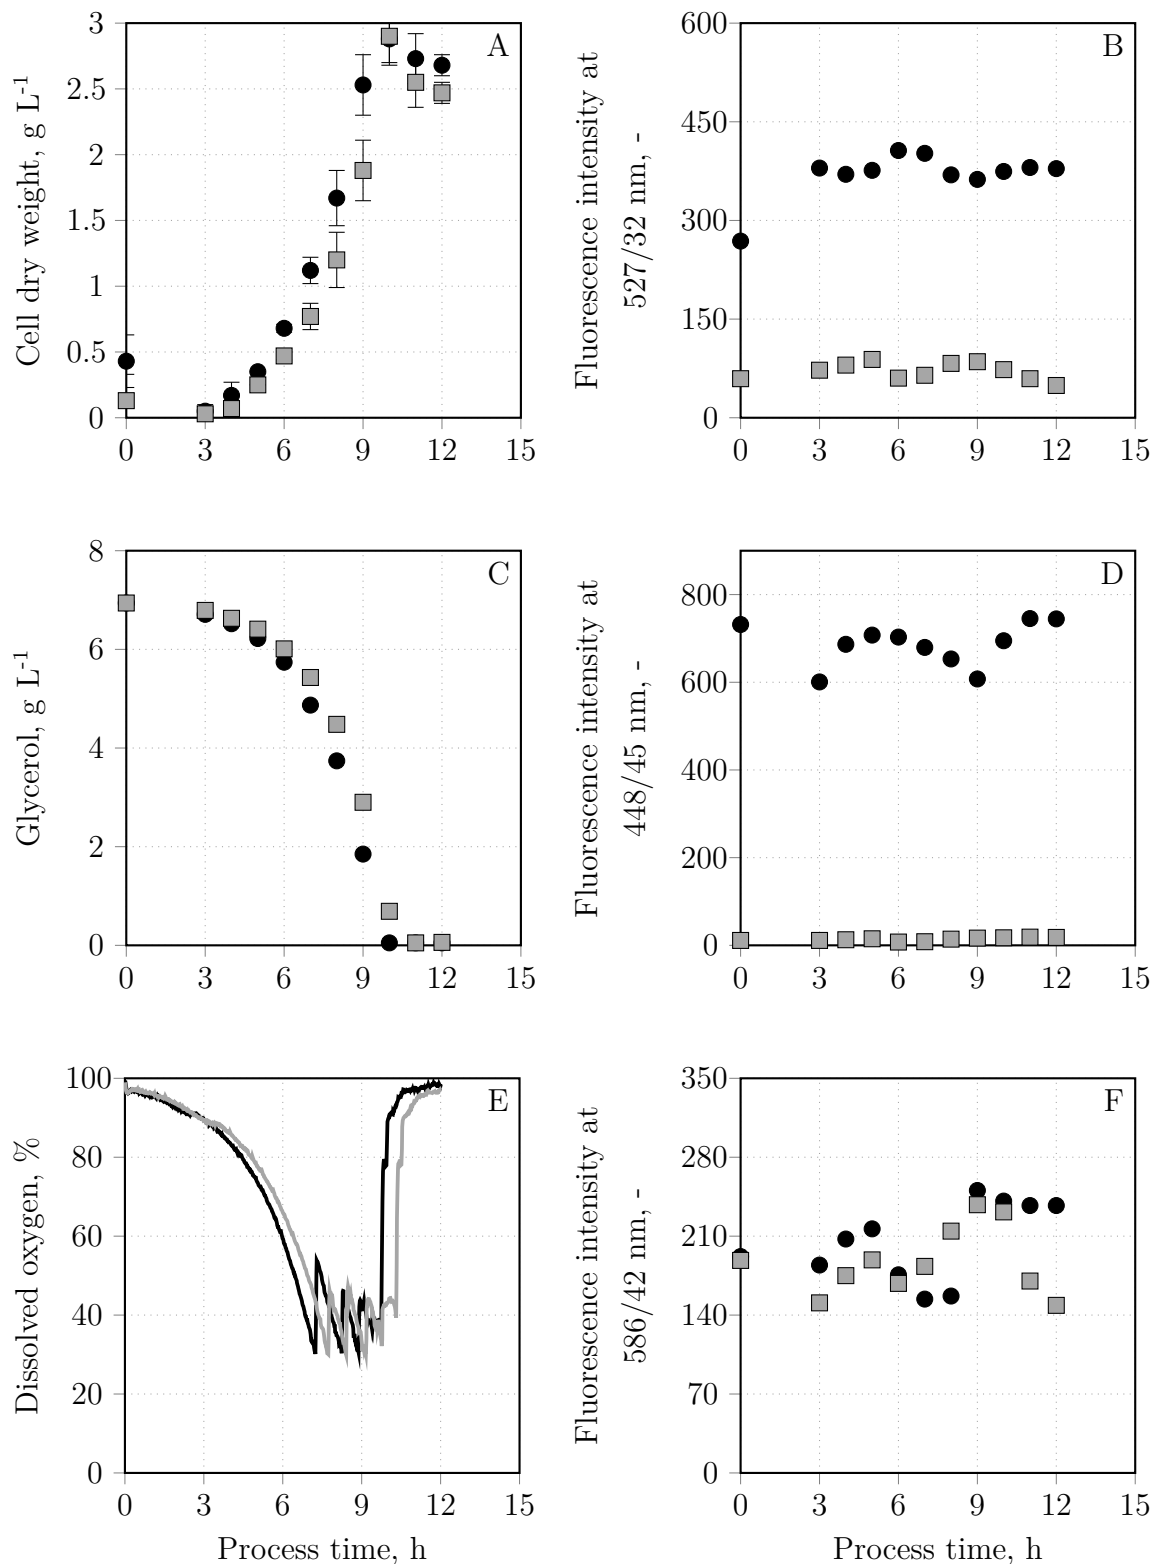 A
Cell dry weight, g L⁻¹
3
2.5
2
1.5
1
0.5
0
0 3 6 9 12 15
B
Fluorescence intensity at
527/32 nm, -
600
450
300
150
0
0 3 6 9 12 15
C
Glycerol, g L⁻¹
8
6
4
2
0
0 3 6 9 12 15
D
Fluorescence intensity at
448/45 nm, -
800
600
400
200
0
0 3 6 9 12 15
E
Dissolved oxygen, %
100
80
60
40
20
0
0 3 6 9 12 15
Process time, h
F
Fluorescence intensity at
586/42 nm, -
350
280
210
140
70
0
0 3 6 9 12 15
Process time, h